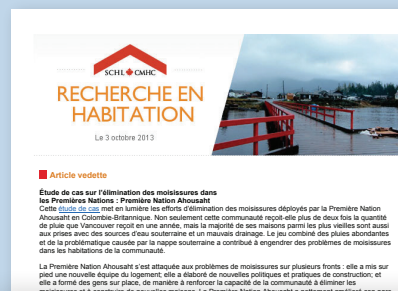 SCHL CMHC
RECHERCHE EN
HABITATION
Le 3 octobre 2013
Article vedette
Étude de cas sur l'élimination des moisissures dans
les Premières Nations : Première Nation Ahousaht
Cette étude de cas met en lumière les efforts d'élimination des moisissures déployés par la Première Nation
Ahousaht en Colombie-Britannique. Non seulement cette communauté reçoit-elle plus de deux fois la quantité
de pluie que Vancouver reçoit en une année, mais la majorité de ses maisons parmi les plus vieilles sont aussi
aux prises avec des sources d'eau souterraine et un mauvais drainage. Le jeu combiné des pluies abondantes
et de la problématique causée par la nappe souterraine a contribué à engendrer des problèmes de moisissures
dans les habitations de la communauté.
La Première Nation Ahousaht s'est attaquée aux problèmes de moisissures sur plusieurs fronts : elle a mis sur
pied une nouvelle équipe du logement; elle a élaboré de nouvelles politiques et pratiques de construction; et
elle a formé des gens sur place, de manière à renforcer la capacité de la communauté à éliminer les